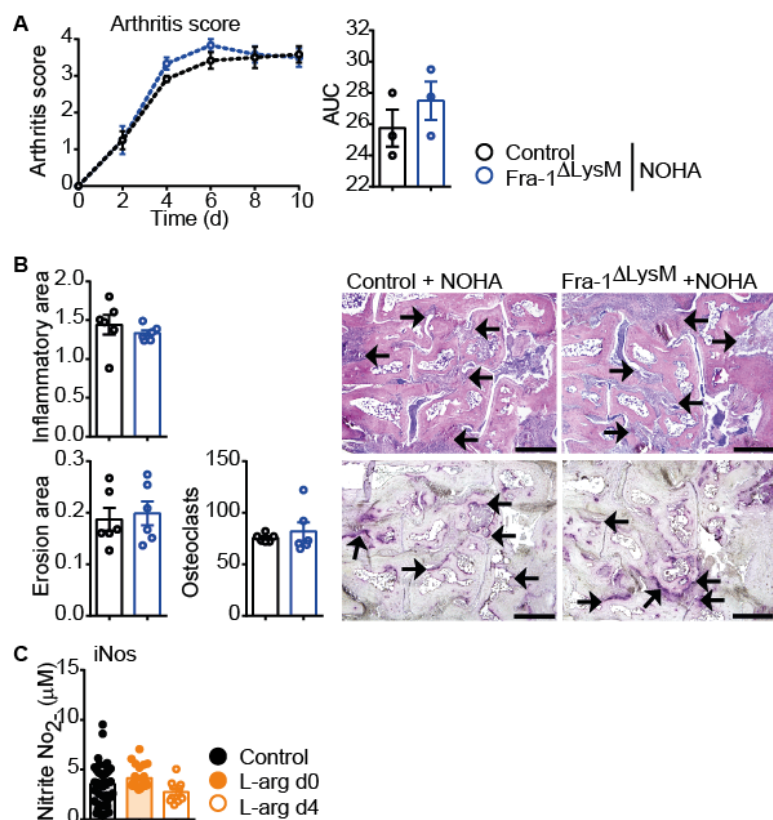 A
Arthritis score
Arthritis score
4
3
2
1
0
0 2 4 6 8 10
Time (d)
AUC
28
26
24
22
Control
Fra-1ΔLysM
NOHA
B
Inflammatory area
2.0
1.5
1.0
0.5
0.0
Erosion area
0.3
0.2
0.1
0.0
Osteoclasts
150
100
50
0
Control + NOHA
Fra-1ΔLysM +NOHA
C
iNos
Nitrite No2- (μM)
15
10
5
0
Control
L-arg d0
L-arg d4